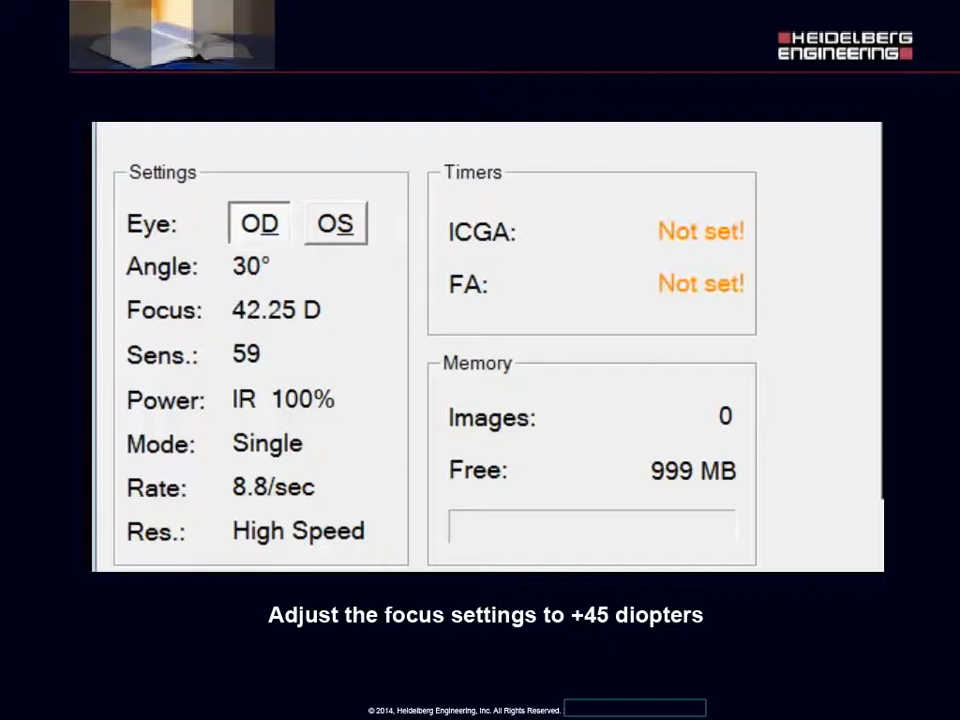 HEIDELBERG
ENGINEERING
Settings
Eye: OD OS
Angle: 30°
Focus: 42.25 D
Sens.: 59
Power: IR 100%
Mode: Single
Rate: 8.8/sec
Res.: High Speed
Timers
ICGA: Not set!
FA: Not set!
Memory
Images: 0
Free: 999 MB
Adjust the focus settings to +45 diopters
© 2014, Heidelberg Engineering, Inc. All Rights Reserved.